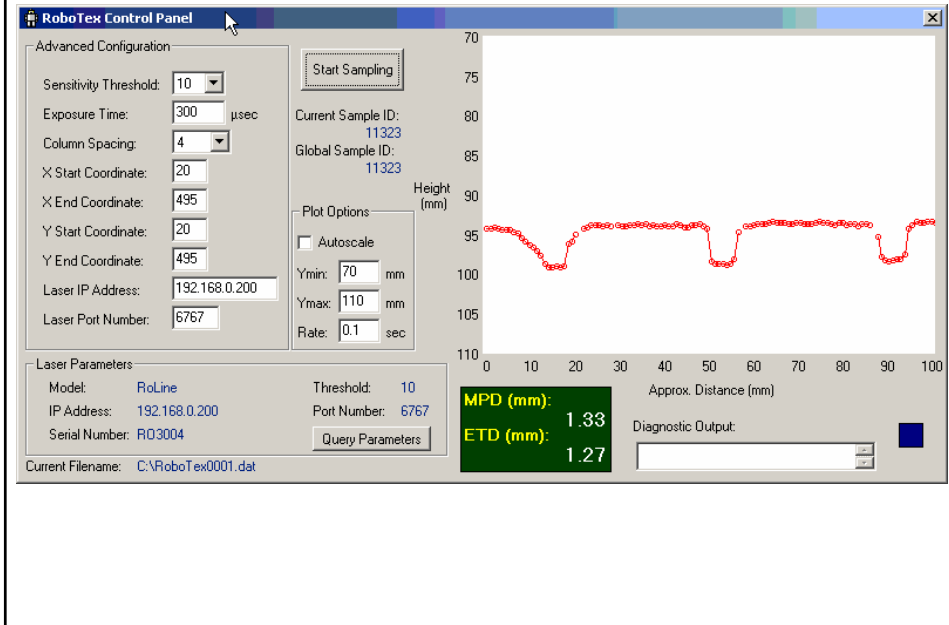 RoboTex Control Panel
Advanced Configuration
Sensitivity Threshold: 10
Exposure Time: 300 µsec
Column Spacing: 4
X Start Coordinate: 20
X End Coordinate: 495
Y Start Coordinate: 20
Y End Coordinate: 495
Laser IP Address: 192.168.0.200
Laser Port Number: 6767
Start Sampling
Current Sample ID:
11323
Global Sample ID:
11323
Plot Options
Autoscale
Ymin: 70 mm
Ymax: 110 mm
Rate: 0.1 sec
Height
(mm)
70
75
80
85
90
95
100
105
110
0 10 20 30 40 50 60 70 80 90 100
Approx. Distance (mm)
Laser Parameters
Model: RoLine
IP Address: 192.168.0.200
Serial Number: RO3004
Threshold: 10
Port Number: 6767
Query Parameters
MPD (mm):
1.33
ETD (mm):
1.27
Diagnostic Output:
Current Filename: C:\RoboTex0001.dat